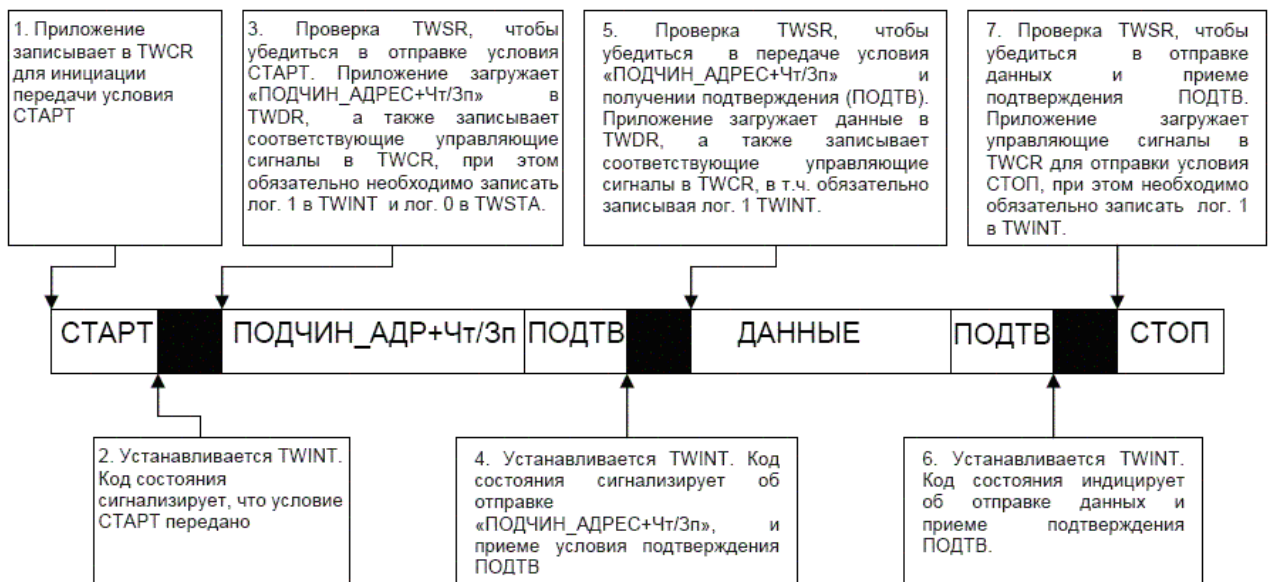 1. Приложение
записывает в TWCR
для инициации
передачи условия
СТАРТ
3. Проверка TWSR, чтобы
убедиться в отправке условия
СТАРТ. Приложение загружает
«ПОДЧИН_АДРЕС+Чт/Зп» в
TWDR, а также записывает
соответствующие управляющие
сигналы в TWCR, при этом
обязательно необходимо записать
лог. 1 в TWINT и лог. 0 в TWSTA.
5. Проверка TWSR, чтобы
убедиться в передаче условия
«ПОДЧИН_АДРЕС+Чт/Зп» и
получении подтверждения (ПОДТВ).
Приложение загружает данные в
TWDR, а также записывает
соответствующие управляющие
сигналы в TWCR, в т.ч. обязательно
записывая лог. 1 TWINT.
7. Проверка TWSR, чтобы
убедиться в отправке
данных и приеме
подтверждения ПОДТВ.
Приложение загружает
управляющие сигналы в
TWCR для отправки условия
СТОП, при этом необходимо
обязательно записать лог. 1
в TWINT.
СТАРТ ПОДЧИН_АДР+Чт/Зп ПОДТВ ДАННЫЕ ПОДТВ СТОП
2. Устанавливается TWINT.
Код состояния
сигнализирует, что условие
СТАРТ передано
4. Устанавливается TWINT. Код
состояния сигнализирует об
отправке
«ПОДЧИН_АДРЕС+Чт/Зп», и
приеме условия подтверждения
ПОДТВ
6. Устанавливается TWINT.
Код состояния индицирует
об отправке данных и
приеме подтверждения
ПОДТВ.